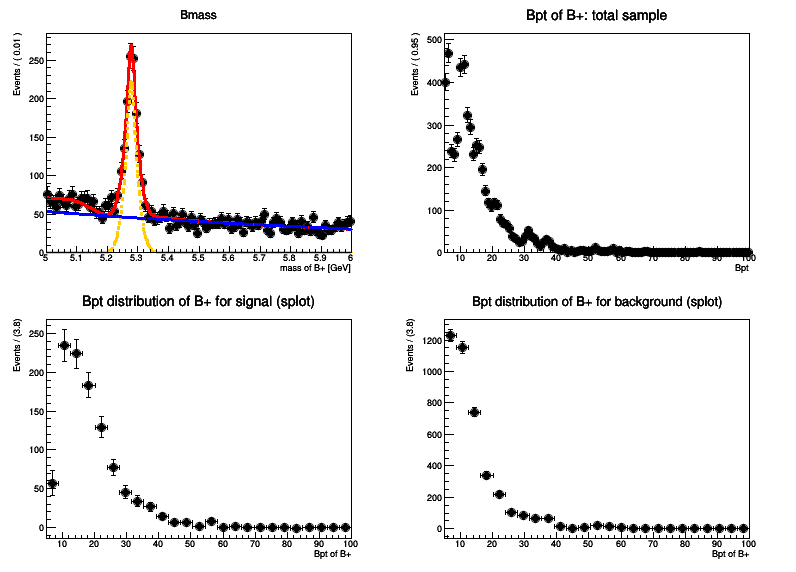 Bmass
Events / ( 0.01 )
250
200
150
100
50
0
5 5.1 5.2 5.3 5.4 5.5 5.6 5.7 5.8 5.9 6
mass of B+ [GeV]
Bpt of B+: total sample
Events / ( 0.95 )
500
400
300
200
100
0
10 20 30 40 50 60 70 80 90 100
Bpt
Bpt distribution of B+ for signal (splot)
Events / (3.8)
250
200
150
100
50
0
10 20 30 40 50 60 70 80 90 100
Bpt of B+
Bpt distribution of B+ for background (splot)
Events / (3.8)
1200
1000
800
600
400
200
0
10 20 30 40 50 60 70 80 90 100
Bpt of B+